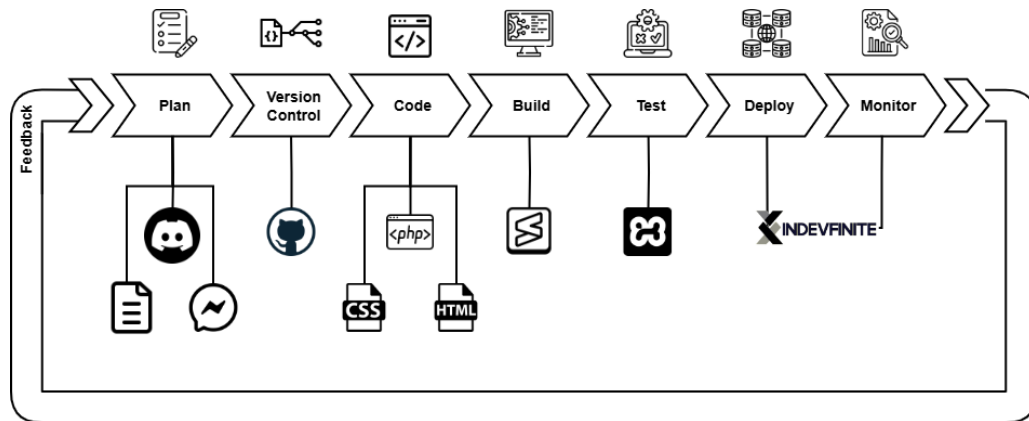 Feedback
Plan
Version
Control
Code
Build
Test
Deploy
Monitor
<php>
CSS
HTML
INDEVFINITE